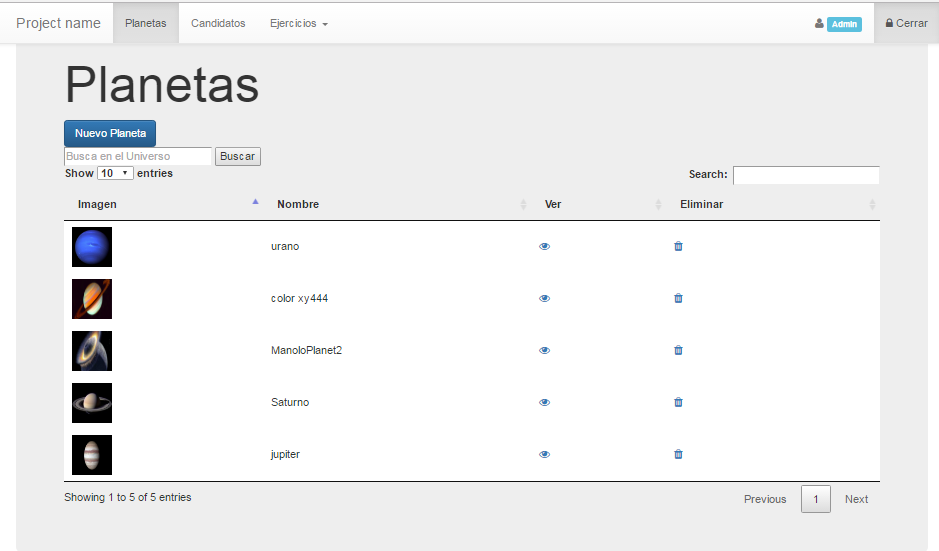 Project name Planetas Candidatos Ejercicios Admin Cerrar
Planetas
Nuevo Planeta
Busca en el Universo Buscar
Show 10 entries Search:
Imagen Nombre Ver Eliminar
urano
color xy444
ManoloPlanet2
Saturno
jupiter
Showing 1 to 5 of 5 entries Previous 1 Next